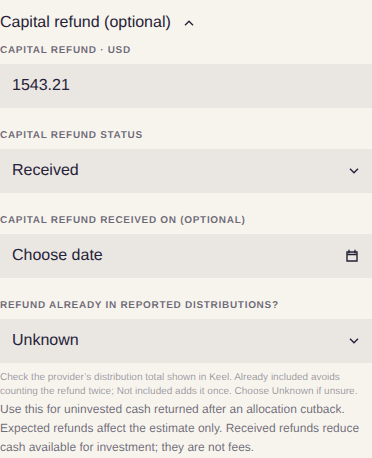 Capital refund (optional)
CAPITAL REFUND · USD
1543.21
CAPITAL REFUND STATUS
Received
CAPITAL REFUND RECEIVED ON (OPTIONAL)
Choose date
REFUND ALREADY IN REPORTED DISTRIBUTIONS?
Unknown
Check the provider's distribution total shown in Keel. Already included avoids
counting the refund twice; Not included adds it once. Choose Unknown if unsure.
Use this for uninvested cash returned after an allocation cutback.
Expected refunds affect the estimate only. Received refunds reduce
cash available for investment; they are not fees.